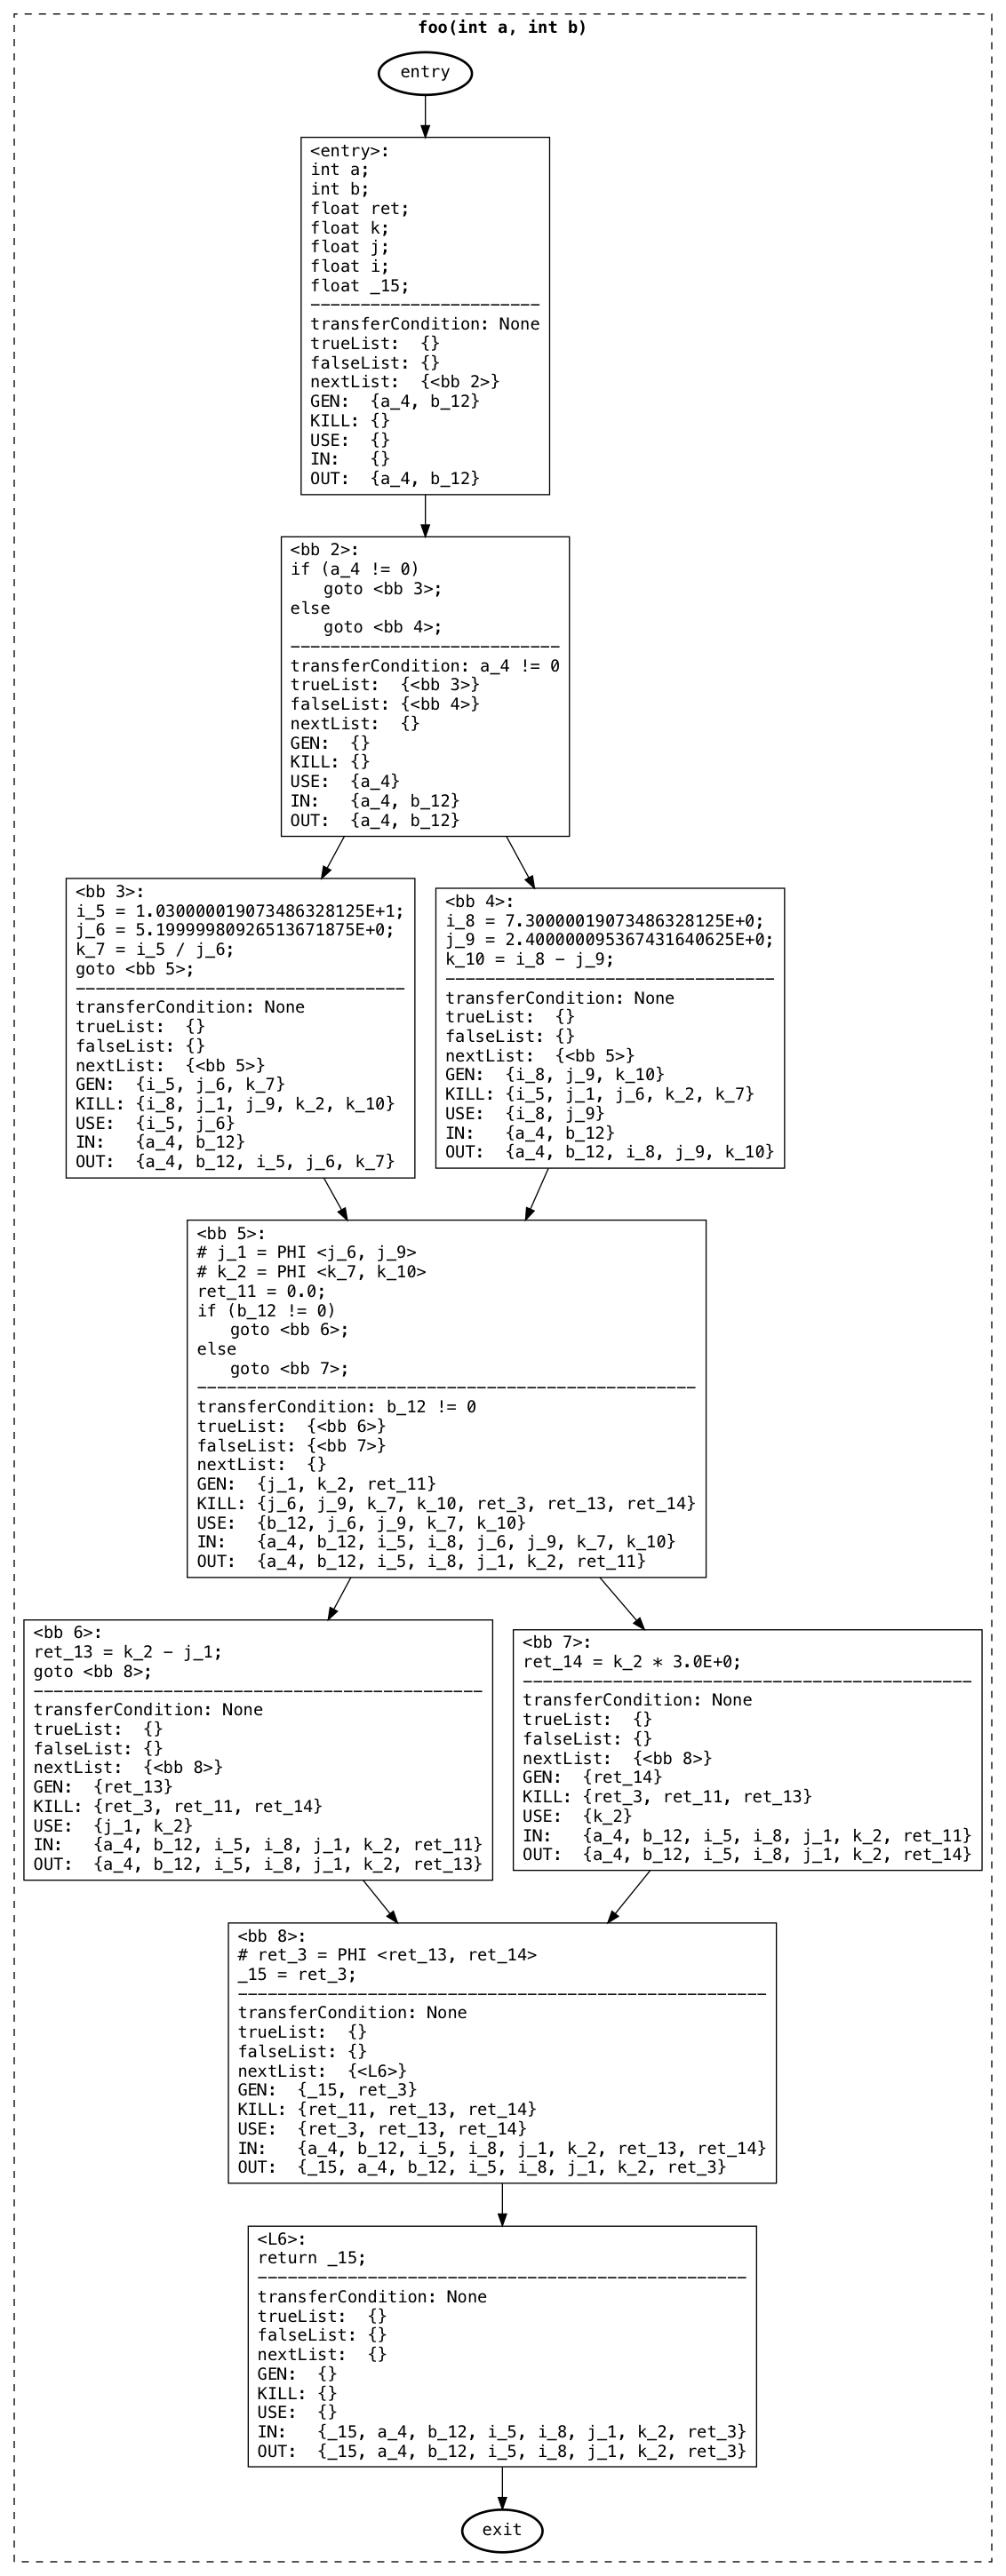 foo(int a, int b)
entry
<entry>:
int a;
int b;
float ret;
float k;
float j;
float i;
float _15;
transferCondition: None
trueList:  {}
falseList: {}
nextList:  {<bb 2>}
GEN:  {a_4, b_12}
KILL: {}
USE:  {}
IN:   {}
OUT:  {a_4, b_12}
<bb 2>:
if (a_4 != 0)
goto <bb 3>;
else
goto <bb 4>;
transferCondition: a_4 != 0
trueList:  {<bb 3>}
falseList: {<bb 4>}
nextList:  {}
GEN:  {}
KILL: {}
USE:  {a_4}
IN:   {a_4, b_12}
OUT:  {a_4, b_12}
<bb 3>:
i_5 = 1.030000019073486328125E+1;
j_6 = 5.19999980926513671875E+0;
k_7 = i_5 / j_6;
goto <bb 5>;
transferCondition: None
trueList:  {}
falseList: {}
nextList:  {<bb 5>}
GEN:  {i_5, j_6, k_7}
KILL: {i_8, j_1, j_9, k_2, k_10}
USE:  {i_5, j_6}
IN:   {a_4, b_12}
OUT:  {a_4, b_12, i_5, j_6, k_7}
<bb 4>:
i_8 = 7.30000019073486328125E+0;
j_9 = 2.400000095367431640625E+0;
k_10 = i_8 - j_9;
transferCondition: None
trueList:  {}
falseList: {}
nextList:  {<bb 5>}
GEN:  {i_8, j_9, k_10}
KILL: {i_5, j_1, j_6, k_2, k_7}
USE:  {i_8, j_9}
IN:   {a_4, b_12}
OUT:  {a_4, b_12, i_8, j_9, k_10}
<bb 5>:
# j_1 = PHI <j_6, j_9>
# k_2 = PHI <k_7, k_10>
ret_11 = 0.0;
if (b_12 != 0)
goto <bb 6>;
else
goto <bb 7>;
transferCondition: b_12 != 0
trueList:  {<bb 6>}
falseList: {<bb 7>}
nextList:  {}
GEN:  {j_1, k_2, ret_11}
KILL: {j_6, j_9, k_7, k_10, ret_3, ret_13, ret_14}
USE:  {b_12, j_6, j_9, k_7, k_10}
IN:   {a_4, b_12, i_5, i_8, j_6, j_9, k_7, k_10}
OUT:  {a_4, b_12, i_5, i_8, j_1, k_2, ret_11}
<bb 6>:
ret_13 = k_2 - j_1;
goto <bb 8>;
transferCondition: None
trueList:  {}
falseList: {}
nextList:  {<bb 8>}
GEN:  {ret_13}
KILL: {ret_3, ret_11, ret_14}
USE:  {j_1, k_2}
IN:   {a_4, b_12, i_5, i_8, j_1, k_2, ret_11}
OUT:  {a_4, b_12, i_5, i_8, j_1, k_2, ret_13}
<bb 7>:
ret_14 = k_2 * 3.0E+0;
transferCondition: None
trueList:  {}
falseList: {}
nextList:  {<bb 8>}
GEN:  {ret_14}
KILL: {ret_3, ret_11, ret_13}
USE:  {k_2}
IN:   {a_4, b_12, i_5, i_8, j_1, k_2, ret_11}
OUT:  {a_4, b_12, i_5, i_8, j_1, k_2, ret_14}
<bb 8>:
# ret_3 = PHI <ret_13, ret_14>
_15 = ret_3;
transferCondition: None
trueList:  {}
falseList: {}
nextList:  {<L6>}
GEN:  {_15, ret_3}
KILL: {ret_11, ret_13, ret_14}
USE:  {ret_3, ret_13, ret_14}
IN:   {a_4, b_12, i_5, i_8, j_1, k_2, ret_13, ret_14}
OUT:  {_15, a_4, b_12, i_5, i_8, j_1, k_2, ret_3}
<L6>:
return _15;
transferCondition: None
trueList:  {}
falseList: {}
nextList:  {}
GEN:  {}
KILL: {}
USE:  {}
IN:   {_15, a_4, b_12, i_5, i_8, j_1, k_2, ret_3}
OUT:  {_15, a_4, b_12, i_5, i_8, j_1, k_2, ret_3}
exit